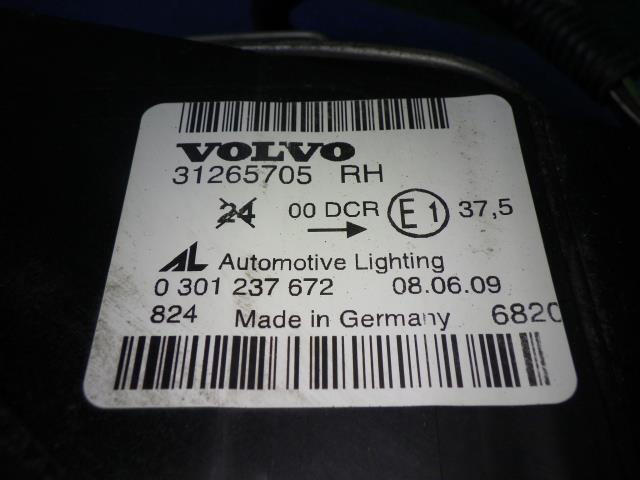 VOLVO
31265705 RH
24 00 DCR E1 37,5
AL Automotive Lighting
0 301 237 672 08.06.09
824 Made in Germany 6820